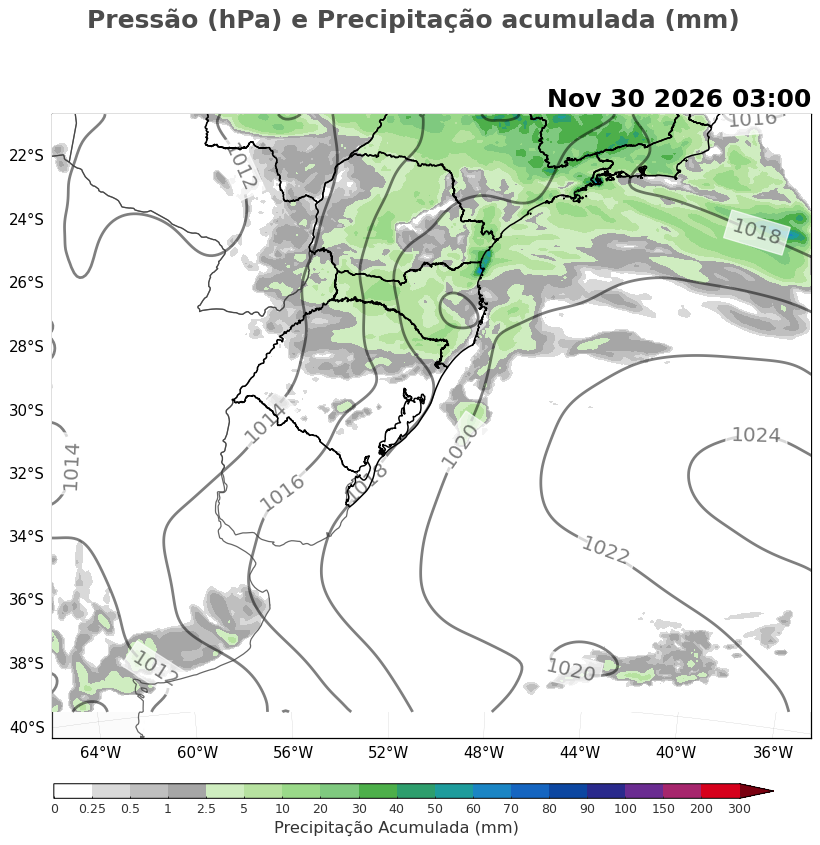 Pressão (hPa) e Precipitação acumulada (mm)
Nov 30 2026 03:00
1016
22°S
1012
24°S
1018
26°S
28°S
30°S
1014
1024
1020
32°S
1014
1016
1018
34°S
1022
36°S
38°S
1012
1020
40°S
64°W 60°W 56°W 52°W 48°W 44°W 40°W 36°W
0 0.25 0.5 1 2.5 5 10 20 30 40 50 60 70 80 90 100 150 200 300
Precipitação Acumulada (mm)